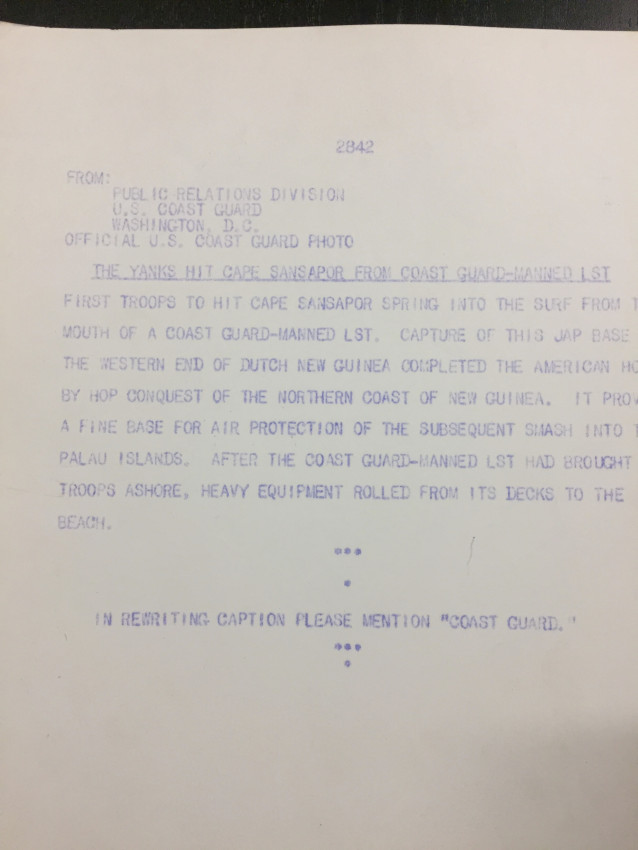 2842
FROM:
PUBLIC RELATIONS DIVISION
U.S. COAST GUARD
WASHINGTON, D.C.
OFFICIAL U.S. COAST GUARD PHOTO
THE YANKS HIT CAPE SANSAPOR FROM COAST GUARD-MANNED LST
FIRST TROOPS TO HIT CAPE SANSAPOR SPRING INTO THE SURF FROM T
MOUTH OF A COAST GUARD-MANNED LST. CAPTURE OF THIS JAP BASE
THE WESTERN END OF DUTCH NEW GUINEA COMPLETED THE AMERICAN HO
BY HOP CONQUEST OF THE NORTHERN COAST OF NEW GUINEA. IT PROV
A FINE BASE FOR AIR PROTECTION OF THE SUBSEQUENT SMASH INTO T
PALAU ISLANDS. AFTER THE COAST GUARD-MANNED LST HAD BROUGHT
TROOPS ASHORE, HEAVY EQUIPMENT ROLLED FROM ITS DECKS TO THE
BEACH.
***
*
IN REWRITING CAPTION PLEASE MENTION "COAST GUARD."
***
*